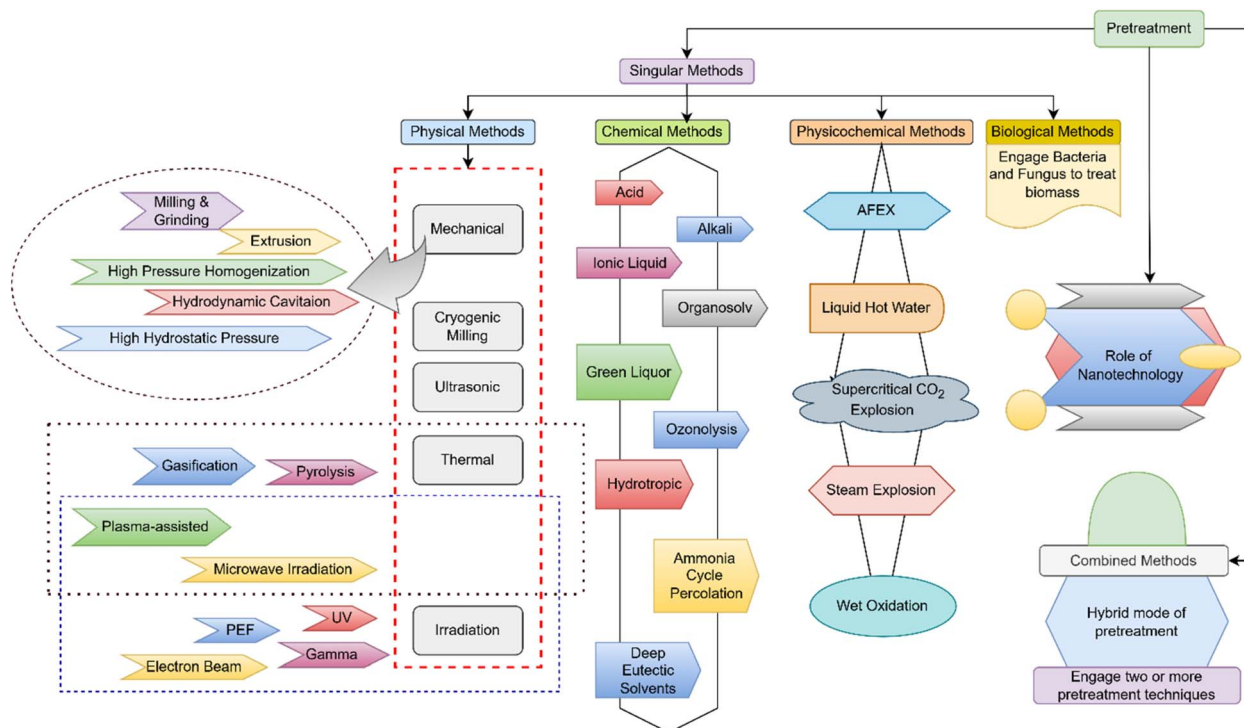 Pretreatment
Singular Methods
Physical Methods
Chemical Methods
Physicochemical Methods
Biological Methods
Engage Bacteria
and Fungus to treat
biomass
Milling &
Grinding
Extrusion
High Pressure Homogenization
Hydrodynamic Cavitaion
High Hydrostatic Pressure
Mechanical
Cryogenic
Milling
Ultrasonic
Thermal
Irradiation
Gasification
Pyrolysis
Plasma-assisted
Microwave Irradiation
PEF
UV
Electron Beam
Gamma
Acid
Alkali
Ionic Liquid
Organosolv
Green Liquor
Ozonolysis
Hydrotropic
Ammonia
Cycle
Percolation
Deep
Eutectic
Solvents
AFEX
Liquid Hot Water
Supercritical CO₂
Explosion
Steam Explosion
Wet Oxidation
Role of
Nanotechnology
Combined Methods
Hybrid mode of
pretreatment
Engage two or more
pretreatment techniques